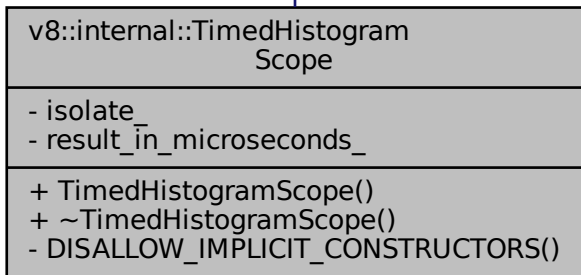 v8::internal::TimedHistogram
Scope
- isolate_
- result_in_microseconds_
+ TimedHistogramScope()
+ ~TimedHistogramScope()
- DISALLOW_IMPLICIT_CONSTRUCTORS()